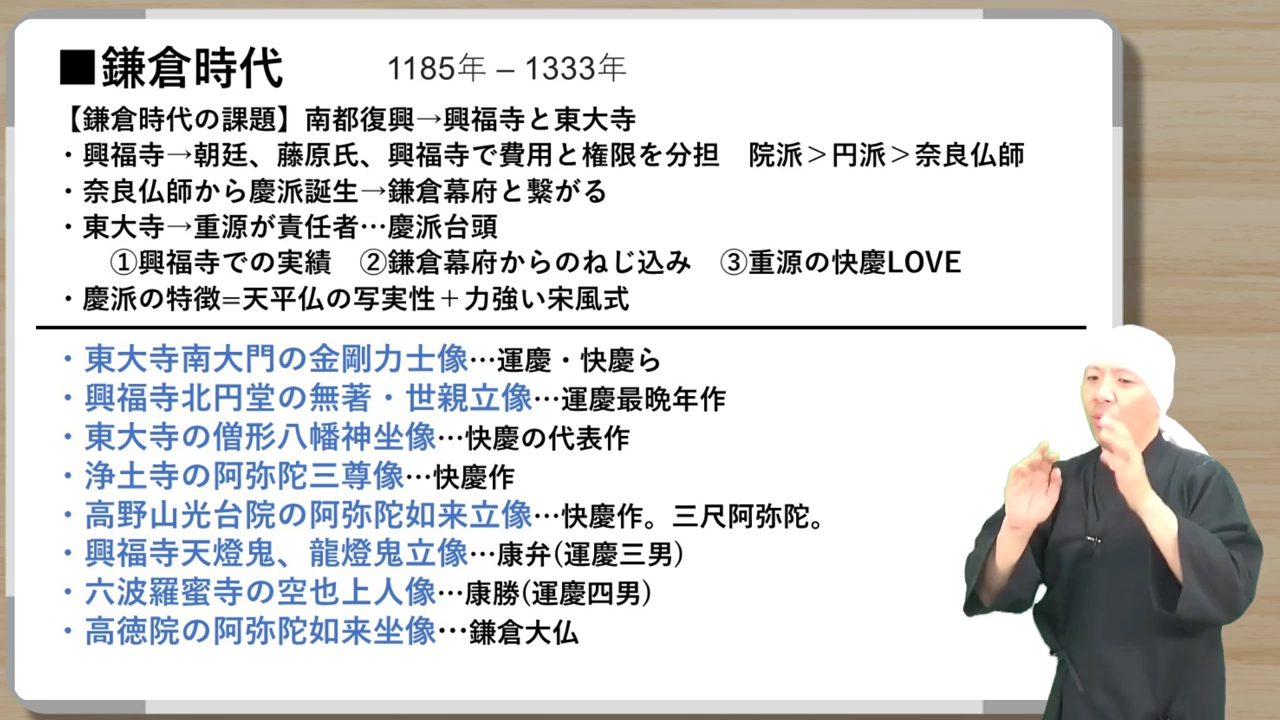 ■鎌倉時代 1185年 – 1333年
【鎌倉時代の課題】南都復興→興福寺と東大寺
・興福寺→朝廷、藤原氏、興福寺で費用と権限を分担 院派＞円派＞奈良仏師
・奈良仏師から慶派誕生→鎌倉幕府と繋がる
・東大寺→重源が責任者…慶派台頭
①興福寺での実績 ②鎌倉幕府からのねじ込み ③重源の快慶LOVE
・慶派の特徴=天平仏の写実性＋力強い宋風式
・東大寺南大門の金剛力士像…運慶・快慶ら
・興福寺北円堂の無著・世親立像…運慶最晩年作
・東大寺の僧形八幡神坐像…快慶の代表作
・浄土寺の阿弥陀三尊像…快慶作
・高野山光台院の阿弥陀如来立像…快慶作。三尺阿弥陀。
・興福寺天燈鬼、龍燈鬼立像…康弁(運慶三男)
・六波羅蜜寺の空也上人像…康勝(運慶四男)
・高徳院の阿弥陀如来坐像…鎌倉大仏